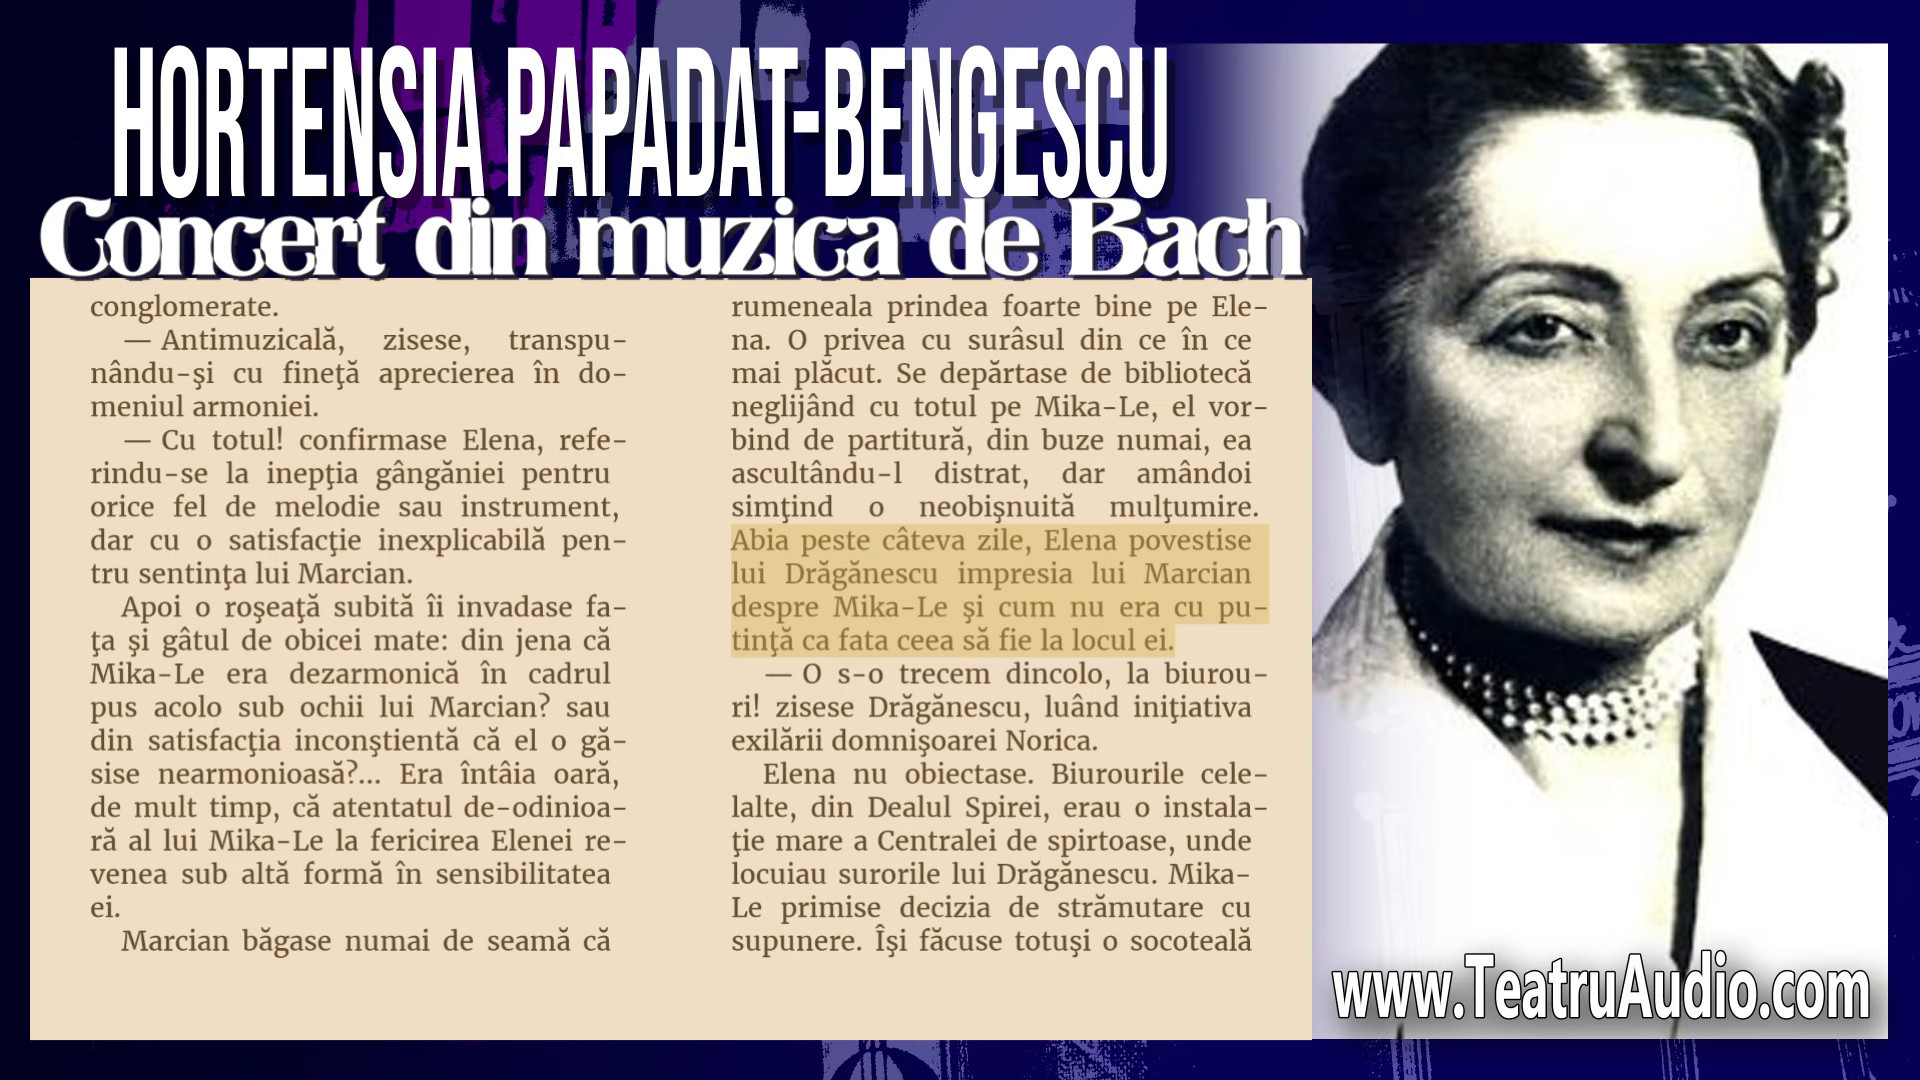 HORTENSIA PAPADAT-BENGESCU
Concert din muzica de Bach
conglomerate.
— Antimuzicală, zisese, transpu-
nându-şi cu fineţă aprecierea în do-
meniul armoniei.
— Cu totul! confirmase Elena, refe-
rindu-se la inepţia gângăniei pentru
orice fel de melodie sau instrument,
dar cu o satisfacţie inexplicabilă pen-
tru sentinţa lui Marcian.
Apoi o roşeaţă subită îi invadase fa-
ţa şi gâtul de obicei mate: din jena că
Mika-Le era dezarmonică în cadrul
pus acolo sub ochii lui Marcian? sau
din satisfacţia inconştientă că el o gă-
sise nearmonioasă?... Era întâia oară,
de mult timp, că atentatul de-odinioa-
ră al lui Mika-Le la fericirea Elenei re-
venea sub altă formă în sensibilitatea
ei.
Marcian băgase numai de seamă că
rumeneala prindea foarte bine pe Ele-
na. O privea cu surâsul din ce în ce
mai plăcut. Se depărtase de bibliotecă
neglijând cu totul pe Mika-Le, el vor-
bind de partitură, din buze numai, ea
ascultându-l distrat, dar amândoi
simţind o neobişnuită mulţumire.
Abia peste câteva zile, Elena povestise
lui Drăgănescu impresia lui Marcian
despre Mika-Le şi cum nu era cu pu-
tinţă ca fata ceea să fie la locul ei.
— O s-o trecem dincolo, la biurou-
ri! zisese Drăgănescu, luând iniţiativa
exilării domnişoarei Norica.
Elena nu obiectase. Biurourile cele-
lalte, din Dealul Spirei, erau o instala-
ţie mare a Centralei de spirtoase, unde
locuiau surorile lui Drăgănescu. Mika-
Le primise decizia de strămutare cu
supunere. Îşi făcuse totuşi o socoteală
www.TeatruAudio.com